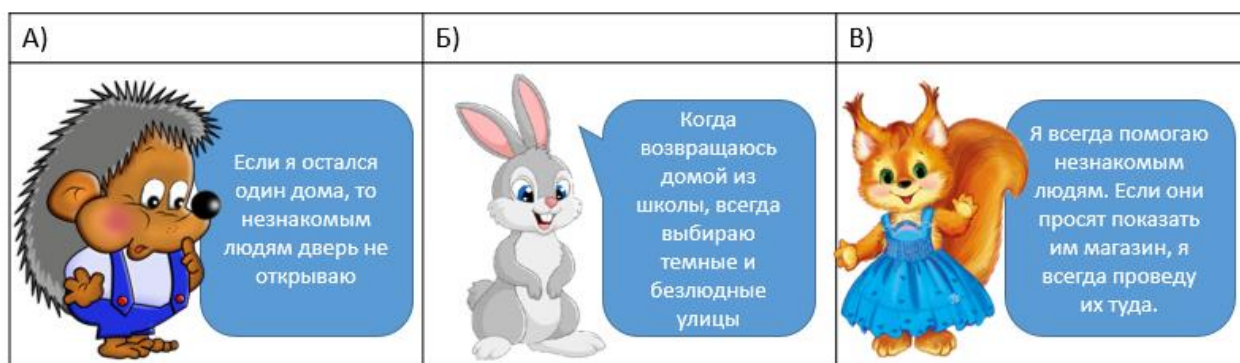 А)
Б)
В)
Если я остался
один дома, то
незнакомым
людям дверь не
открываю
Когда
возвращаюсь
домой из
школы, всегда
выбираю
темные и
безлюдные
улицы
Я всегда помогаю
незнакомым
людям. Если они
просят показать
им магазин, я
всегда проведу
их туда.